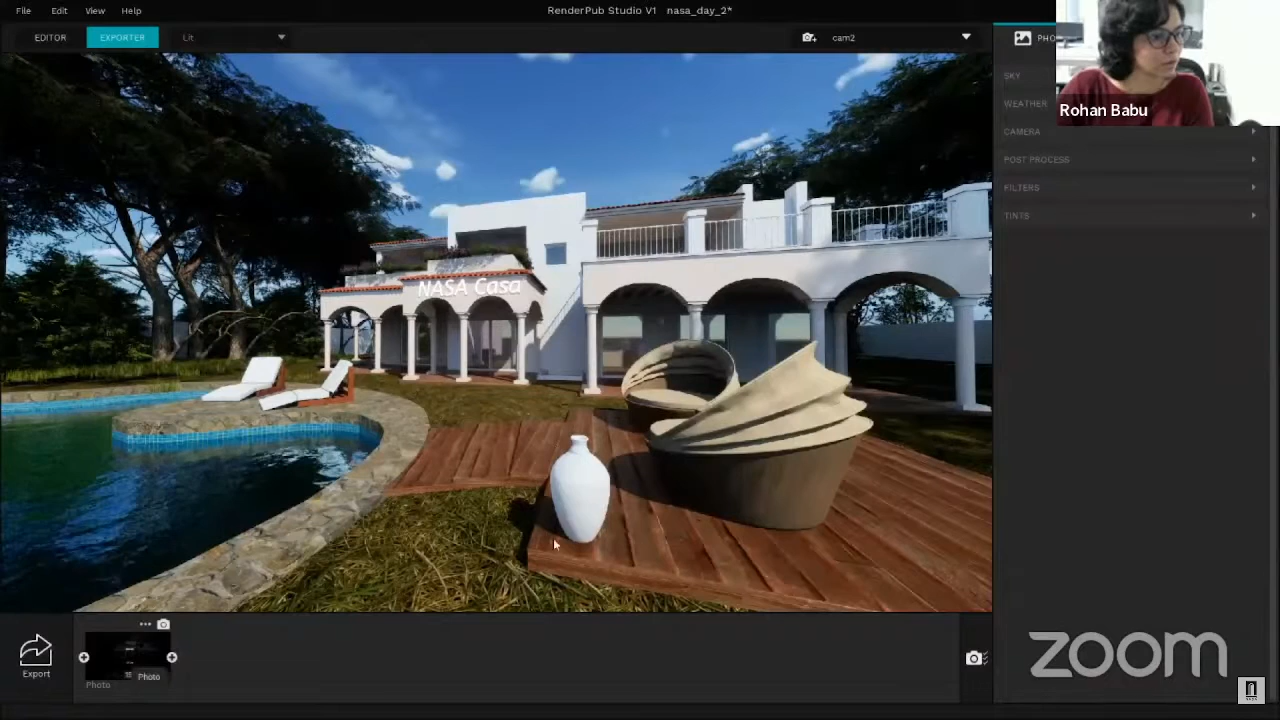 File Edit View Help
RenderPub Studio V1 nasa_day_2*
EDITOR EXPORTER Lit
cam2
PHO
SKY
WEATHER
CAMERA
POST PROCESS
FILTERS
TINTS
Rohan Babu
NASA Casa
Export
Photo
Photo
zoom